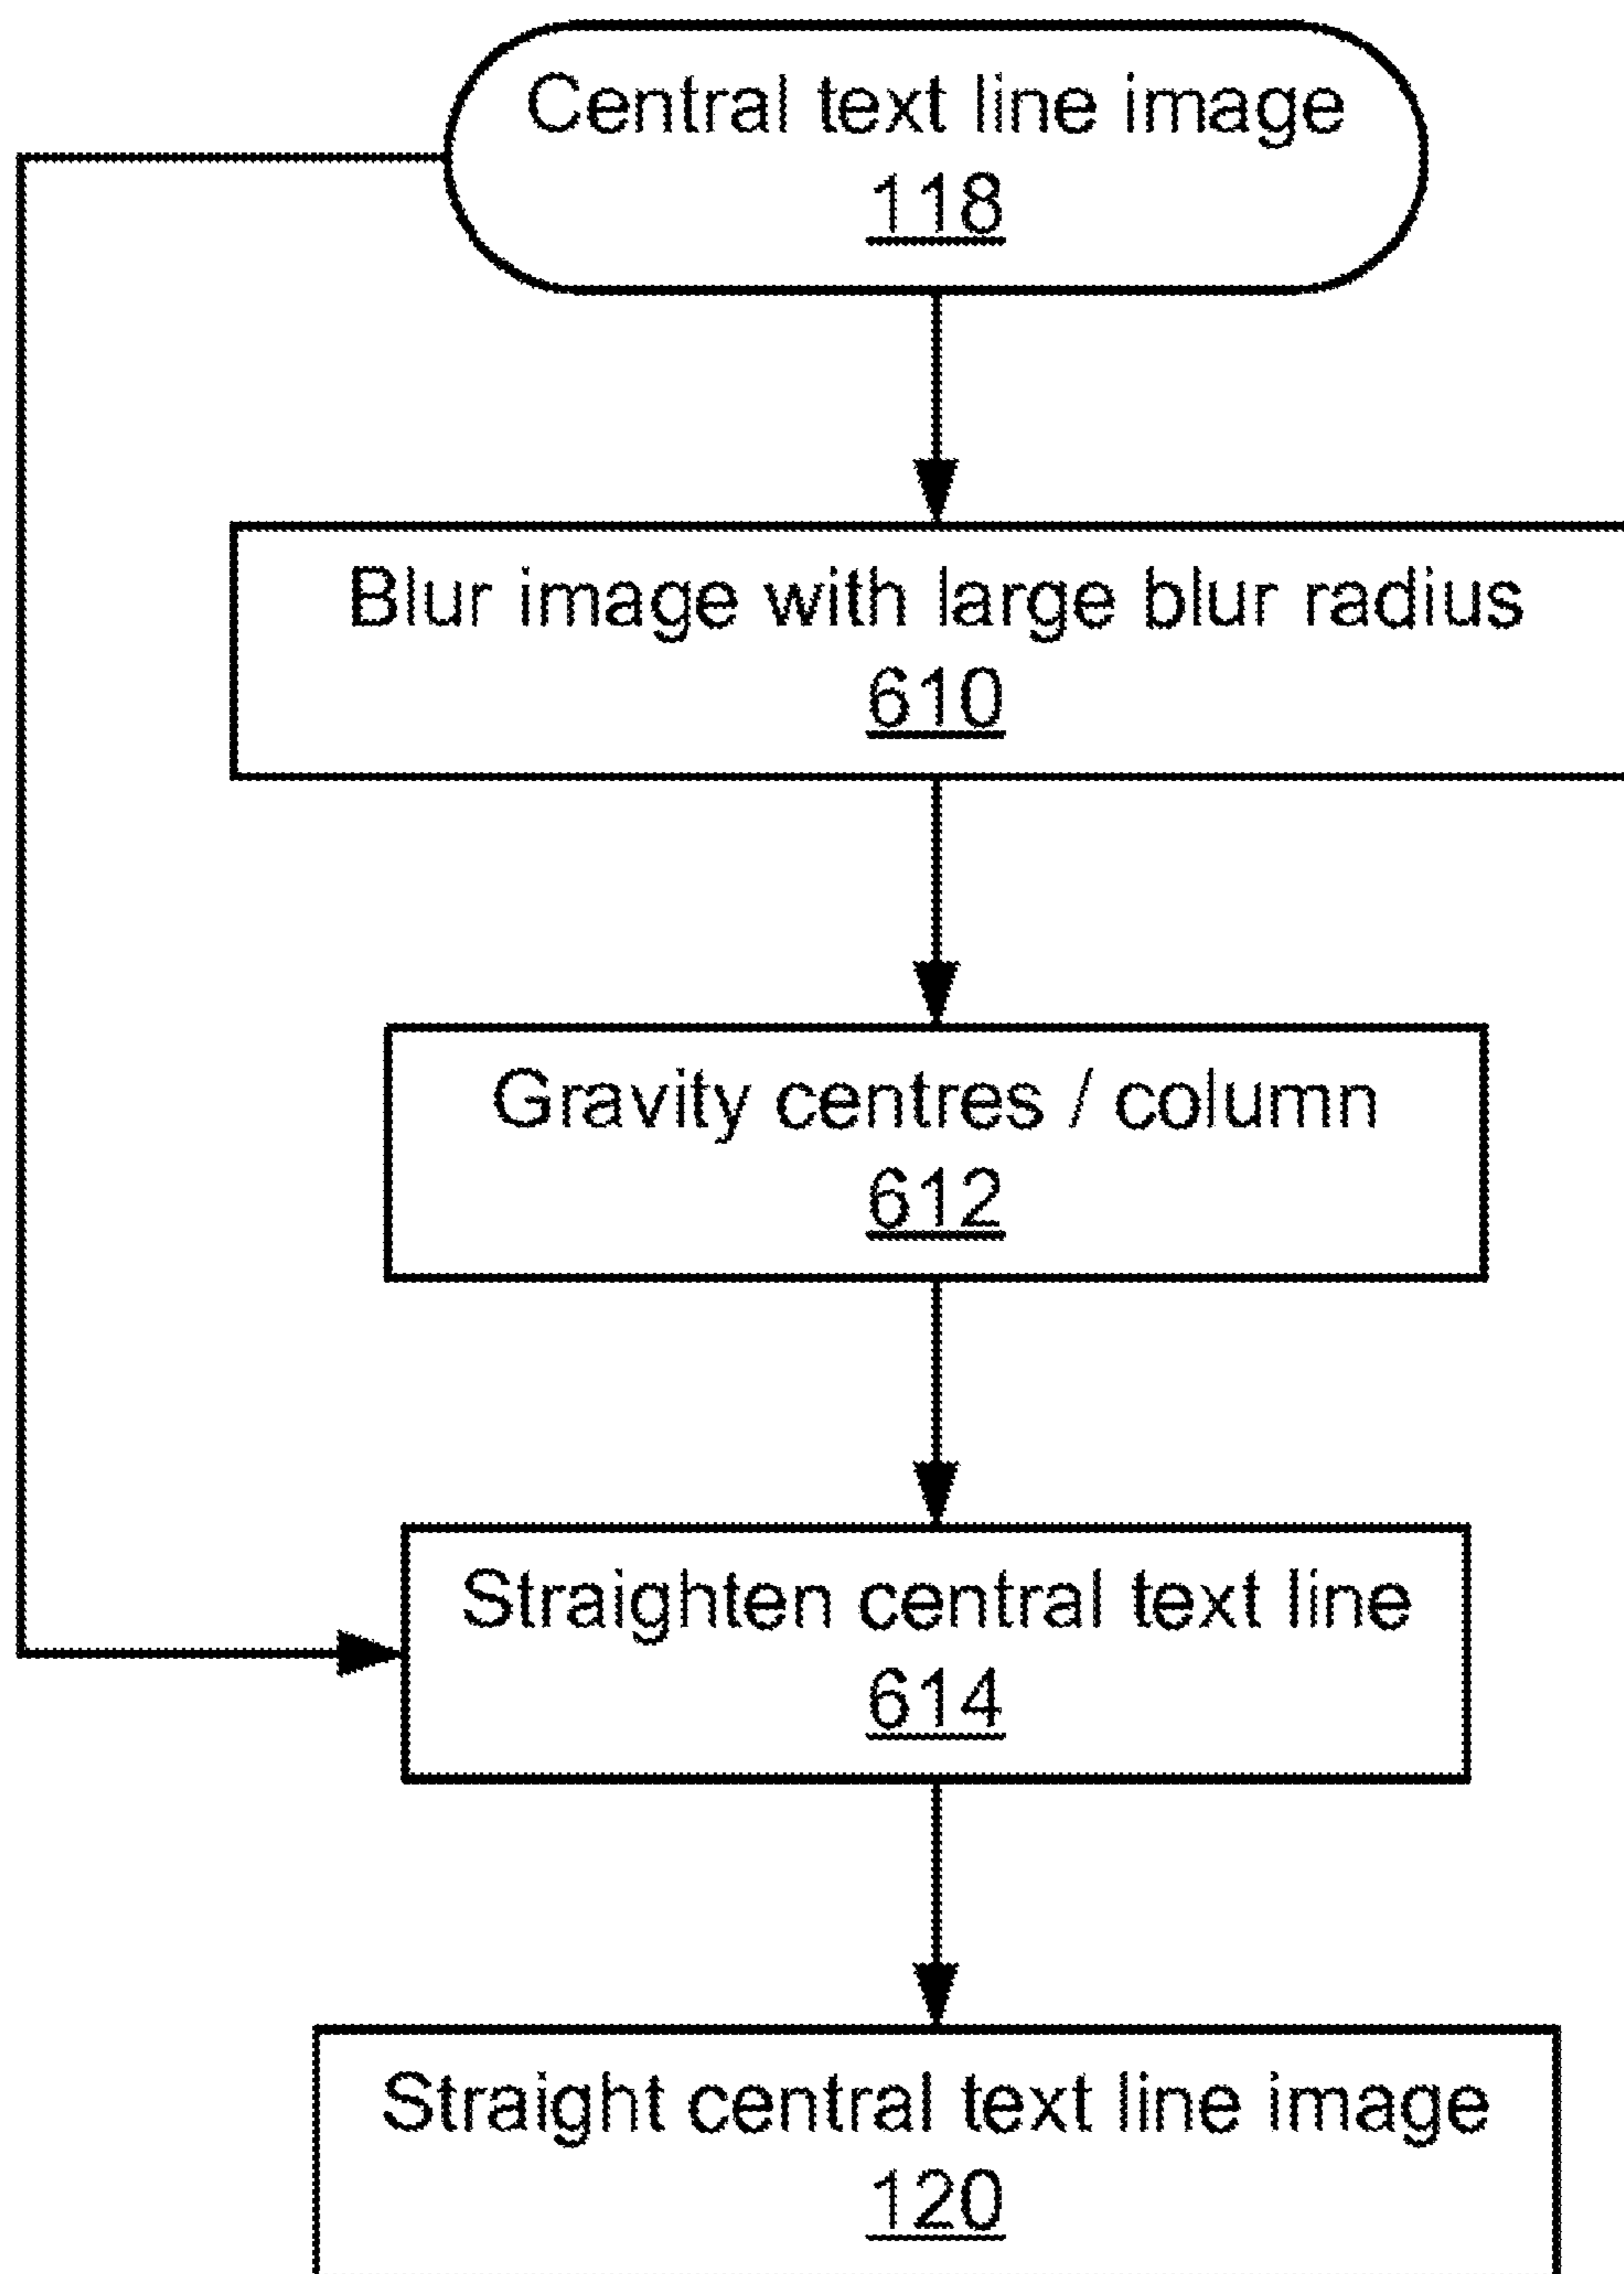 Central text line image
118
Blur image with large blur radius
610
Gravity centres / column
612
Straighten central text line
614
Straight central text line image
120